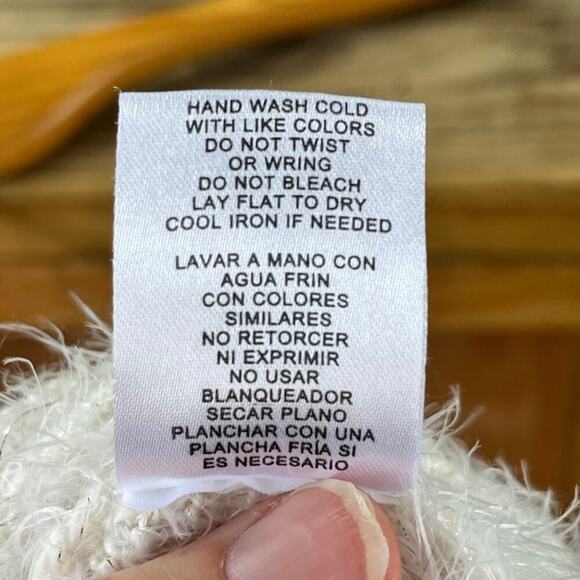 HAND WASH COLD
WITH LIKE COLORS
DO NOT TWIST
OR WRING
DO NOT BLEACH
LAY FLAT TO DRY
COOL IRON IF NEEDED
LAVAR A MANO CON
AGUA FRIN
CON COLORES
SIMILARES
NO RETORCER
NI EXPRIMIR
NO USAR
BLANQUEADOR
SECAR PLANO
PLANCHAR CON UNA
PLANCHA FRÍA SI
ES NECESARIO